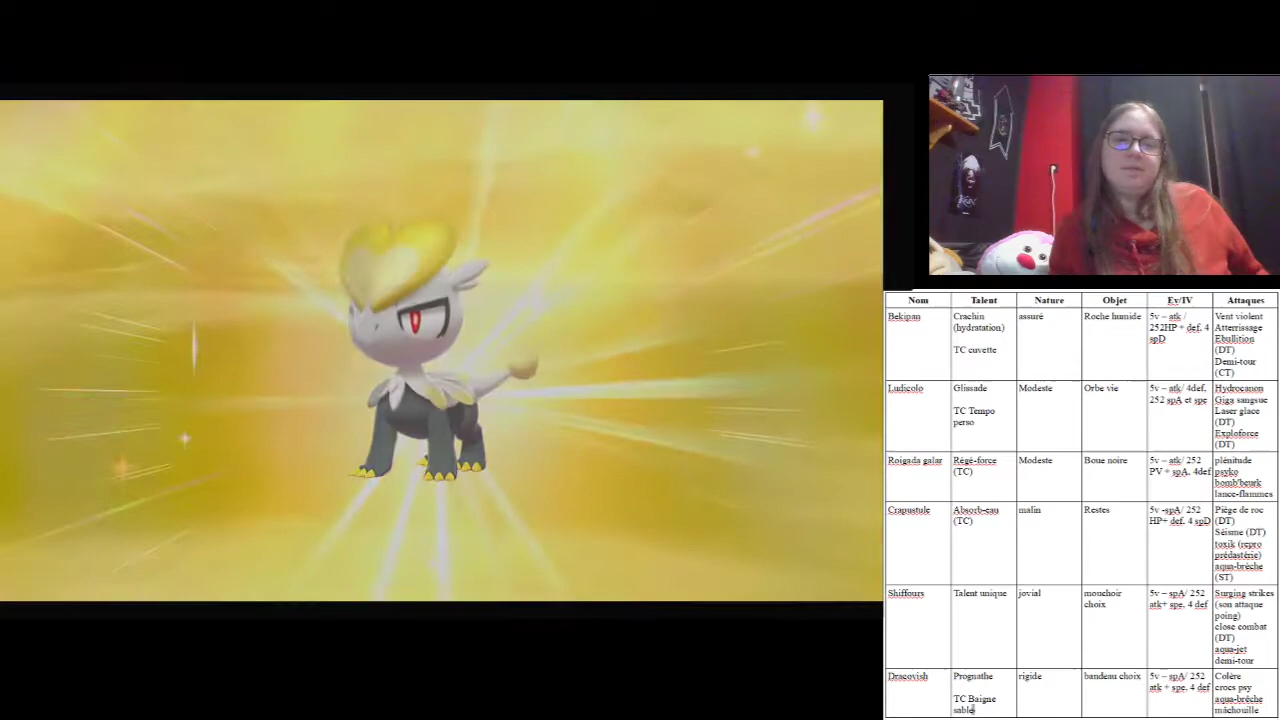 Nom Talent Nature Objet Ev/IV Attaques
Bekipan Crachin assuré Roche humide 5v – atk / Vent violent
(hydratation) 252HP + def. 4 Atterrissage
spD Ebullition
TC cuvette (DT)
Demi-tour
(CT)
Ludicolo Glissade Modeste Orbe vie 5v – atk/ 4def, Hydrocanon
252 spA et spe Giga sangsue
TC Tempo Laser glace
perso (DT)
Exploforce
(DT)
Roigada galar Régé-force Modeste Boue noire 5v – atk/ 252 plénitude
(TC) PV + spA, 4def psyko
bomb'beurk
lance-flammes
Crapustule Absorb-eau malin Restes 5v -spA/ 252 Piège de roc
(TC) HP+ def. 4 spD (DT)
Séisme (DT)
toxik (repro
prédastérie)
aqua-brèche
(ST)
Shiffours Talent unique jovial mouchoir 5v – spA/ 252 Surging strikes
choix atk+ spe. 4 def (son attaque
poing)
close combat
(DT)
aqua-jet
demi-tour
Dracovish Prognathe rigide bandeau choix 5v – spA/ 252 Colère
atk + spe. 4 def crocs psy
TC Baigne aqua-brèche
sable mâchouille